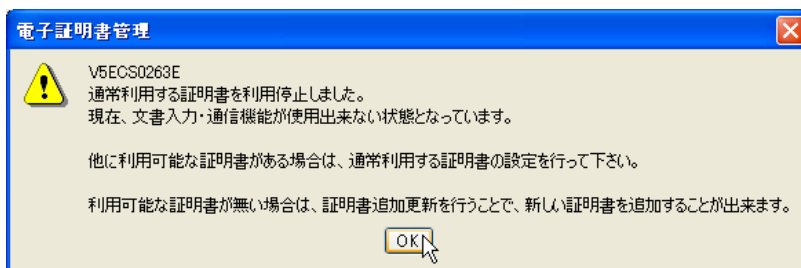 電子証明書管理
V5ECS0263E
通常利用する証明書を利用停止しました。
現在、文書入力・通信機能が使用出来ない状態となっています。
他に利用可能な証明書がある場合は、通常利用する証明書の設定を行って下さい。
利用可能な証明書が無い場合は、証明書追加更新を行うことで、新しい証明書を追加することが出来ます。
OK